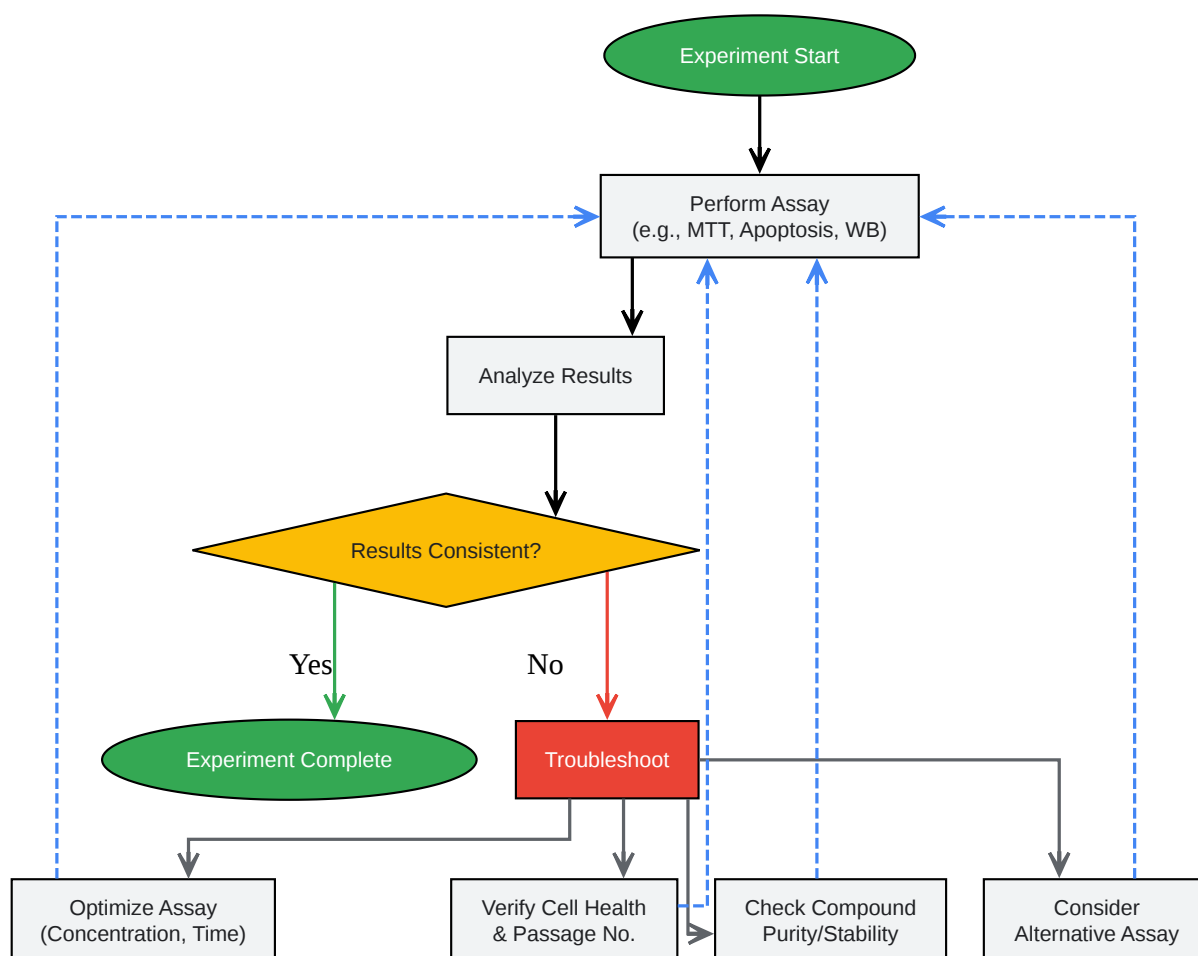 Experiment Start
Perform Assay
(e.g., MTT, Apoptosis, WB)
Analyze Results
Results Consistent?
Yes
No
Experiment Complete
Troubleshoot
Optimize Assay
(Concentration, Time)
Verify Cell Health
& Passage No.
Check Compound
Purity/Stability
Consider
Alternative Assay